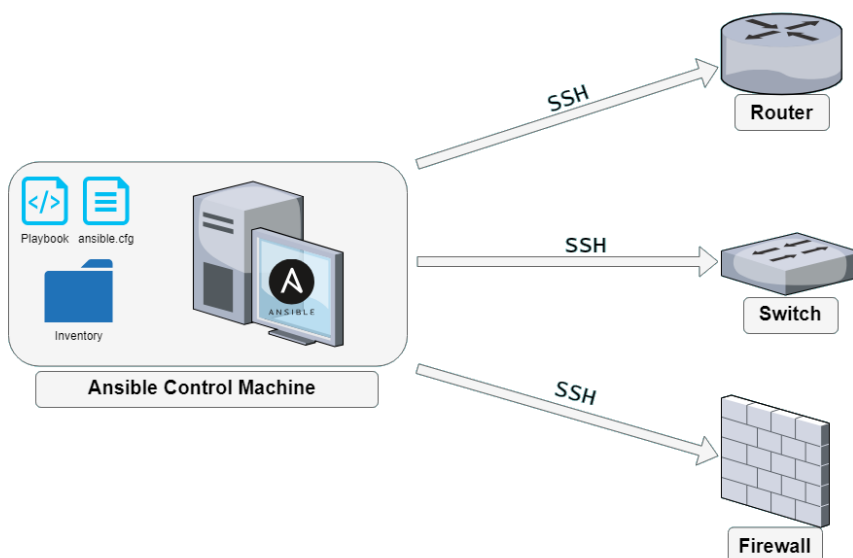 SSH
Router
</>
Playbook
ansible.cfg
ANSIBLE
Inventory
Ansible Control Machine
SSH
Switch
SSH
Firewall